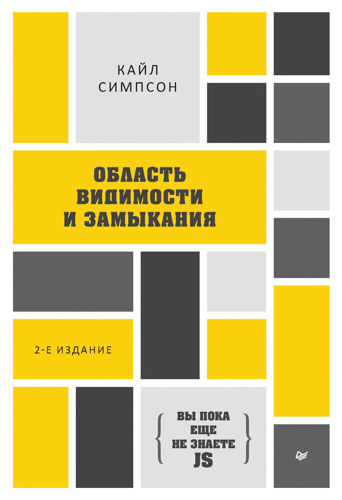 КАЙЛ
СИМПСОН
ОБЛАСТЬ
ВИДИМОСТИ
И ЗАМЫКАНИЯ
2-Е ИЗДАНИЕ
{ ВЫ ПОКА
ЕЩЕ
НЕ ЗНАЕТЕ
JS }